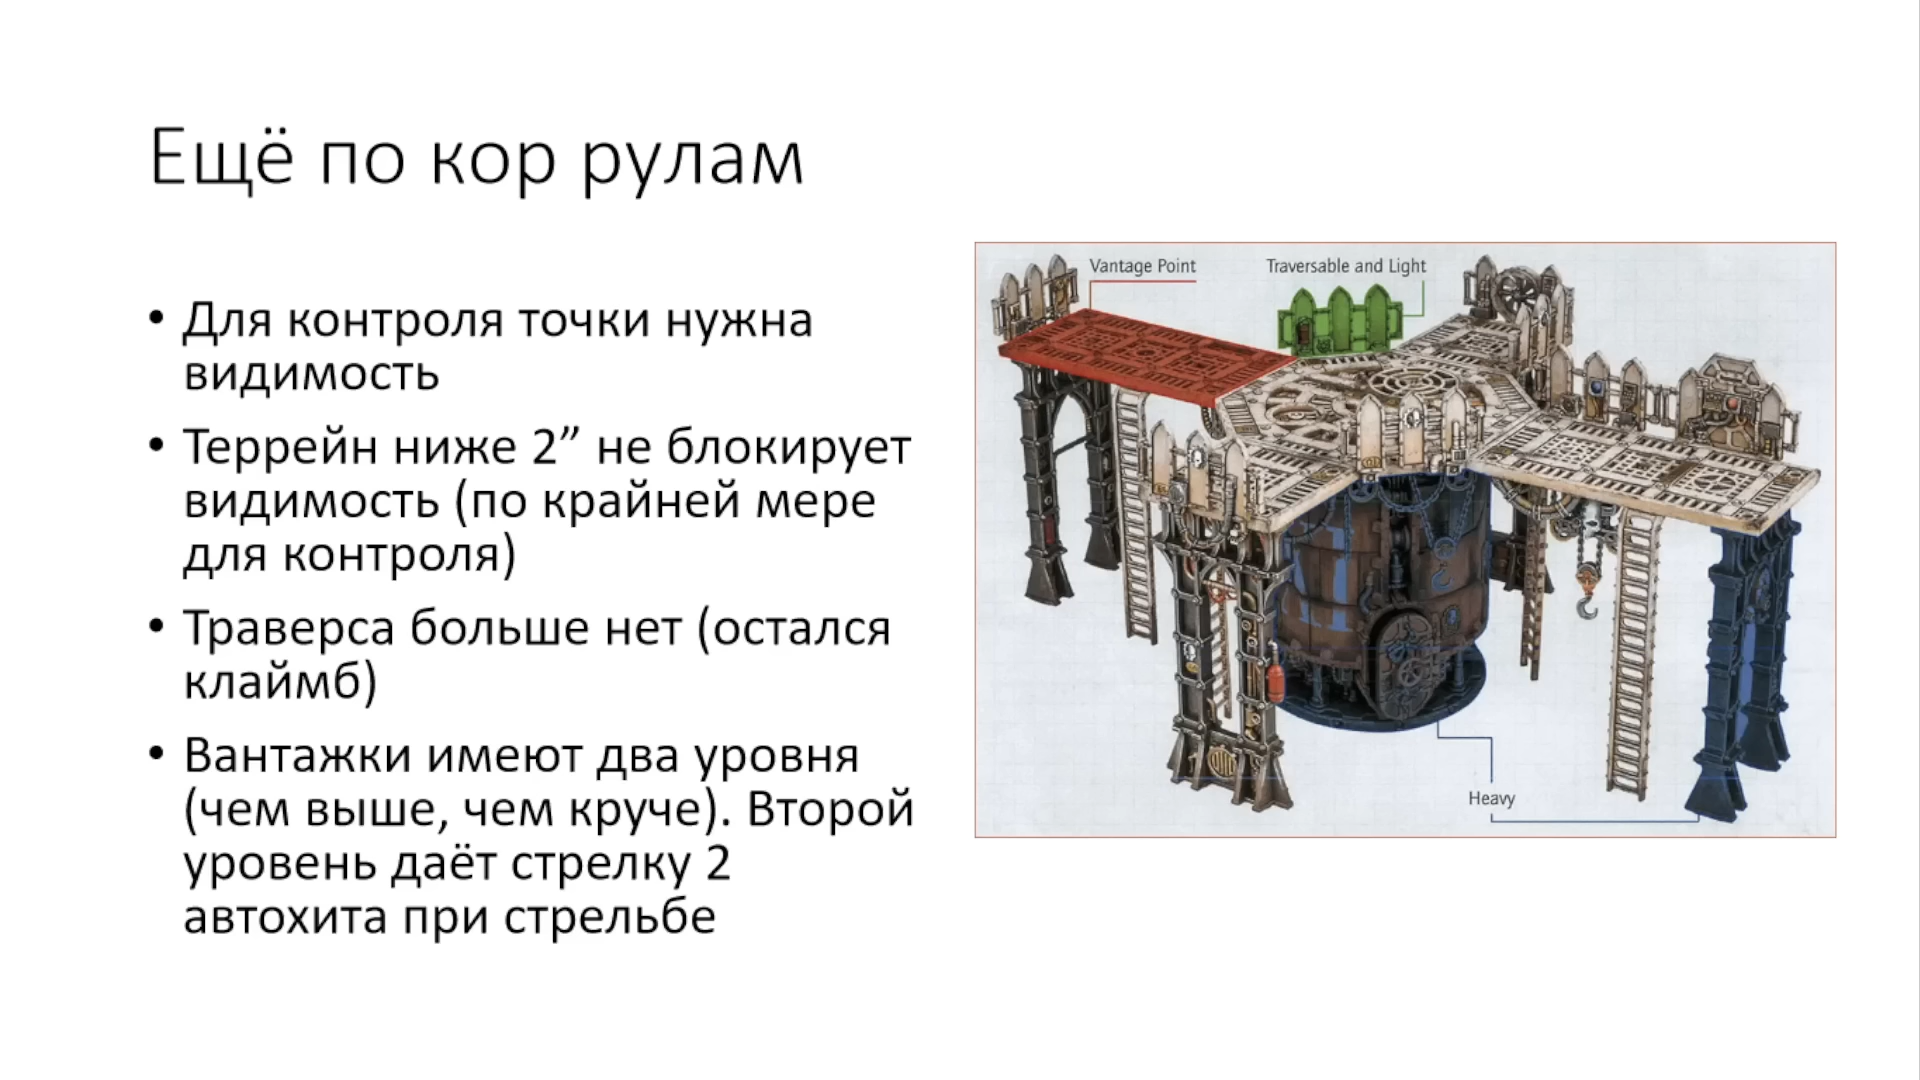 Ещё по кор рулам
• Для контроля точки нужна
видимость
• Террейн ниже 2” не блокирует
видимость (по крайней мере
для контроля)
• Траверса больше нет (остался
клаймб)
• Вантажки имеют два уровня
(чем выше, чем круче). Второй
уровень даёт стрелку 2
автохита при стрельбе
Vantage Point
Traversable and Light
Heavy